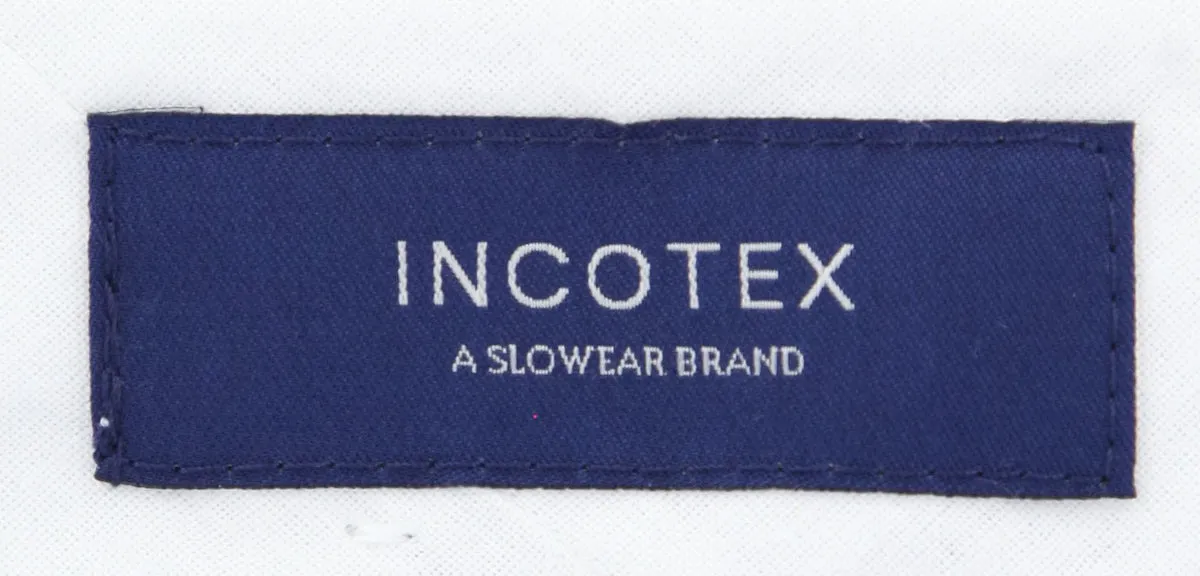 INCOTEX
A SLOWEAR BRAND